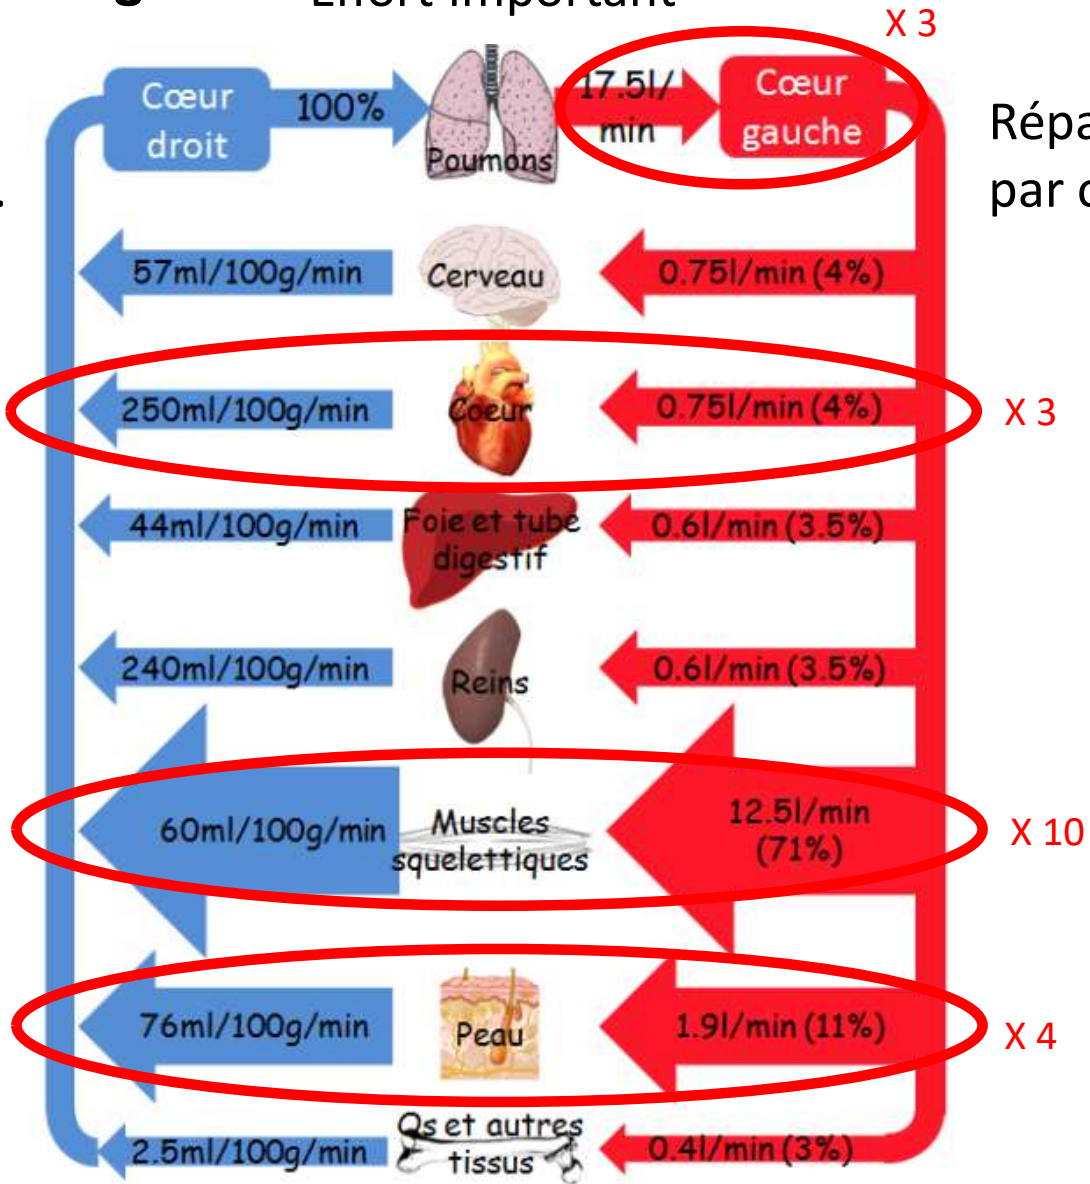 Effort important
X 3
Cœur
droit
100%
Poumons
17.5l/
min
Cœur
gauche
57ml/100g/min
Cerveau
0.75l/min (4%)
250ml/100g/min
Coeur
0.75l/min (4%)
X 3
44ml/100g/min
Foie et tube
digestif
0.6l/min (3.5%)
240ml/100g/min
Reins
0.6l/min (3.5%)
60ml/100g/min
Muscles
squelettiques
12.5l/min
(71%)
X 10
76ml/100g/min
Peau
1.9l/min (11%)
X 4
2.5ml/100g/min
Os et autres
tissus
0.4l/min (3%)